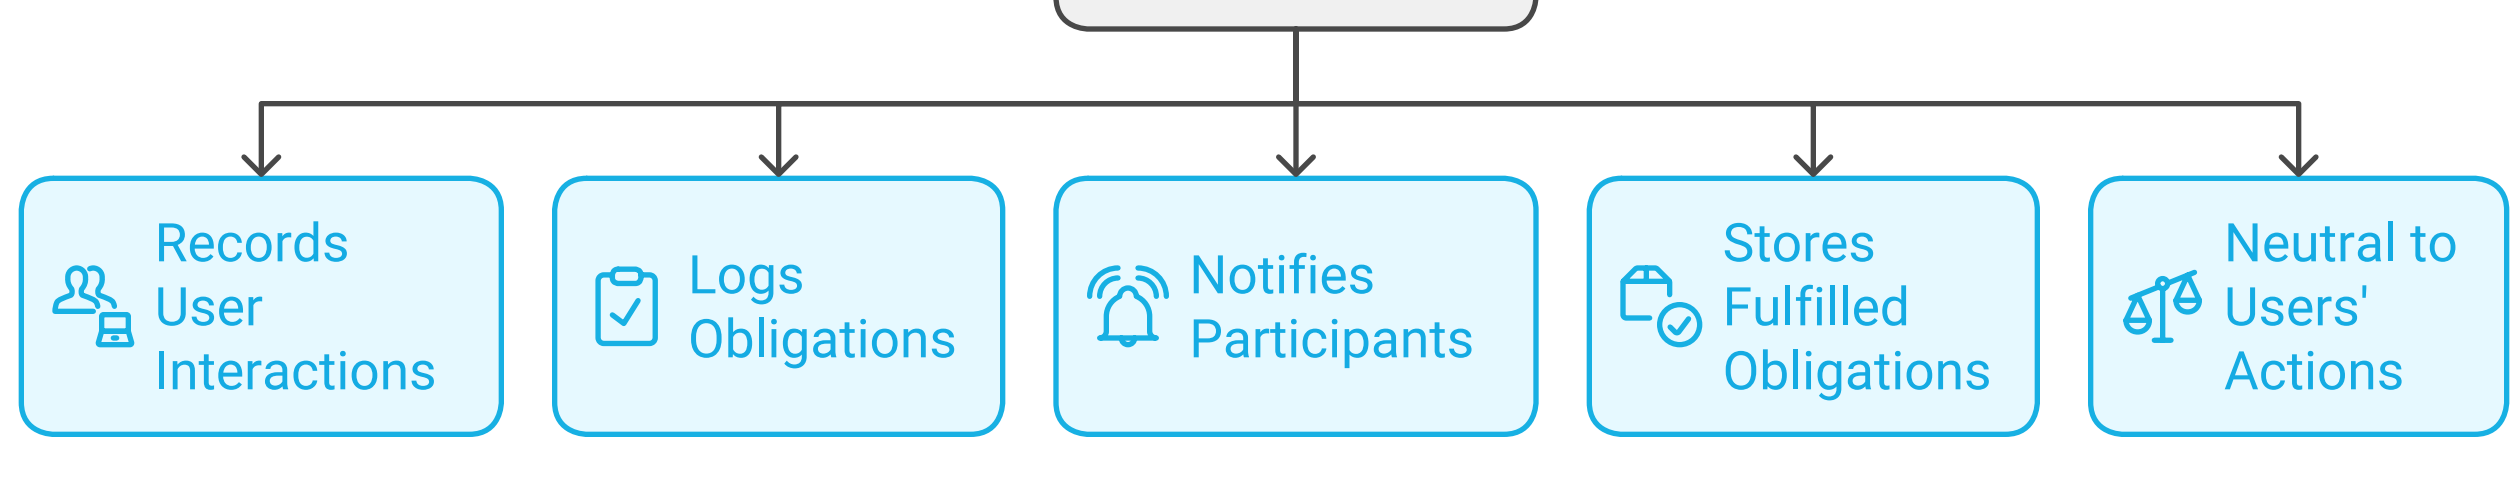 Records
User
Interactions
Logs
Obligations
Notifies
Participants
Stores
Fulfilled
Obligations
Neutral to
Users'
Actions